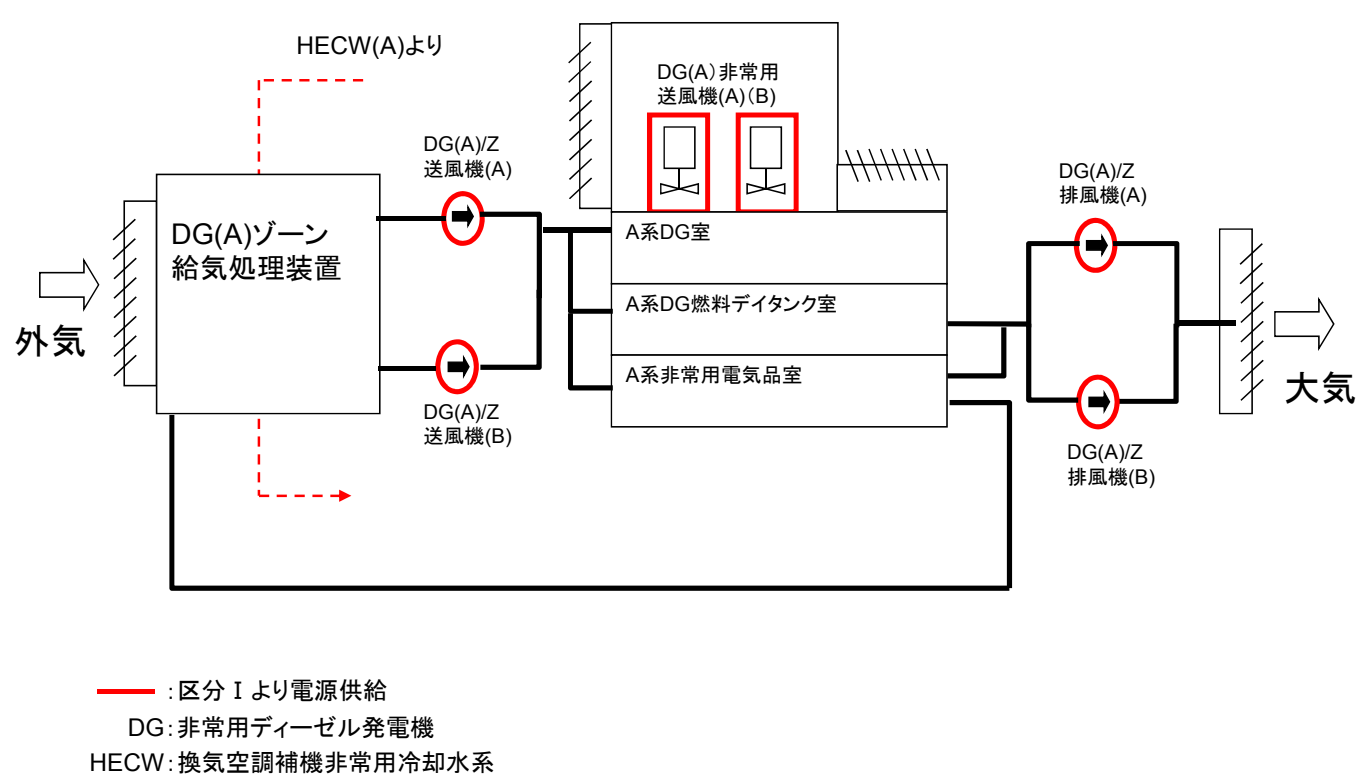 HECW(A)より
DG(A)非常用
送風機(A)(B)
DG(A)/Z
送風機(A)
DG(A)/Z
排風機(A)
DG(A)ゾーン
給気処理装置
A系DG室
A系DG燃料デイタンク室
A系非常用電気品室
外気
大気
DG(A)/Z
送風機(B)
DG(A)/Z
排風機(B)
:区分Ⅰより電源供給
DG:非常用ディーゼル発電機
HECW:換気空調補機非常用冷却水系